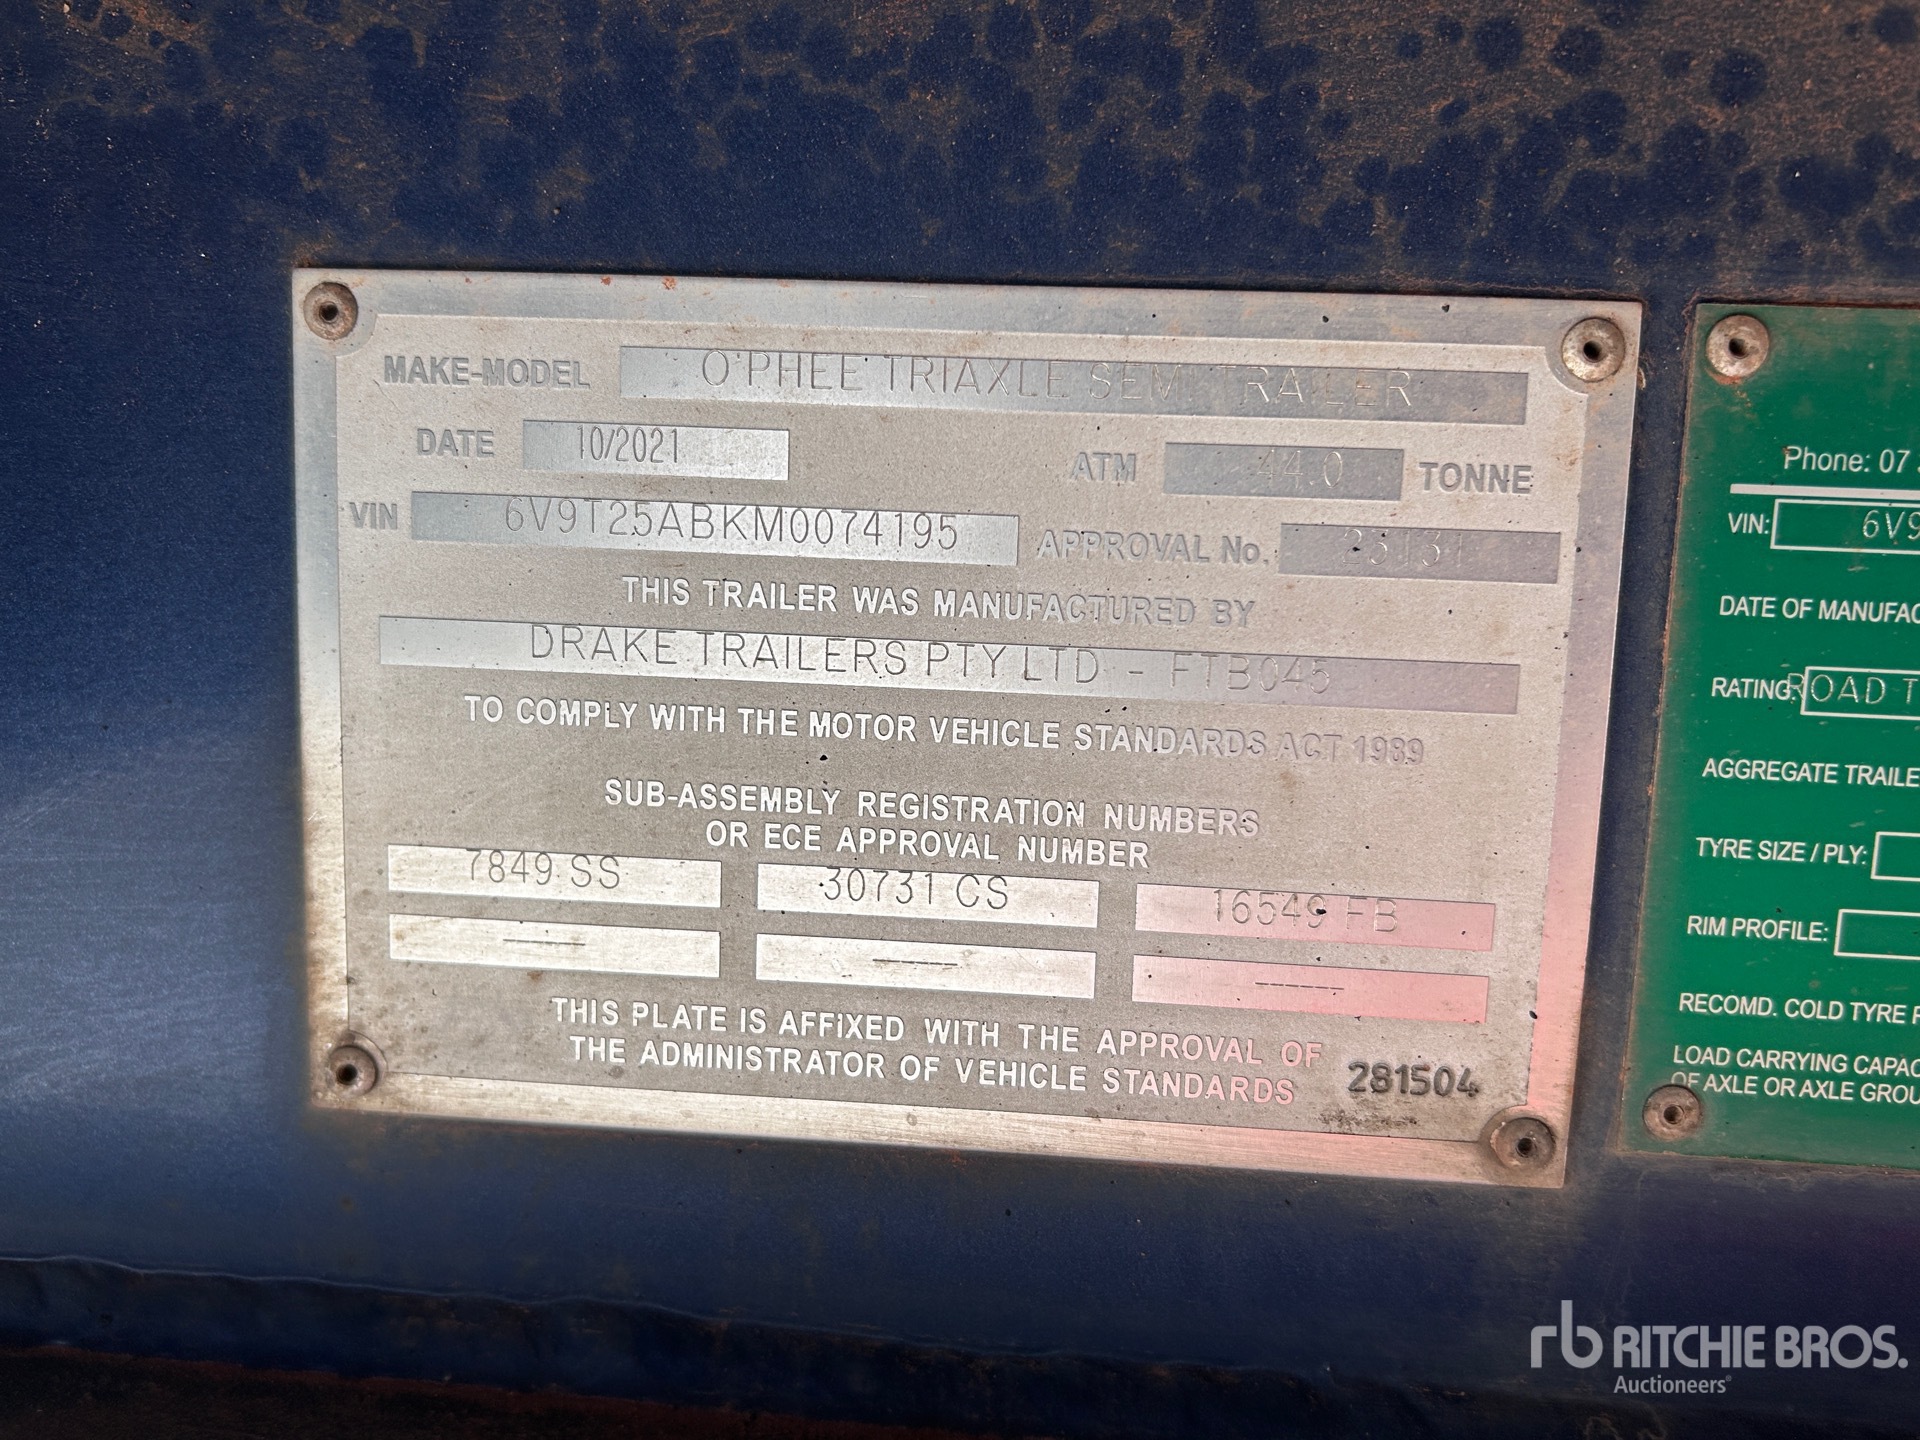 MAKE-MODEL O'PHEE TRIAXLE SEMI TRAILER
DATE 10/2021 ATM 44.0 TONNE
VIN 6V9T25ABKM0074195 APPROVAL No. 23131
THIS TRAILER WAS MANUFACTURED BY
DRAKE TRAILERS PTY LTD - FTB045
TO COMPLY WITH THE MOTOR VEHICLE STANDARDS ACT 1989
SUB-ASSEMBLY REGISTRATION NUMBERS
OR ECE APPROVAL NUMBER
7849 SS 30731 CS 16549 FB
THIS PLATE IS AFFIXED WITH THE APPROVAL OF
THE ADMINISTRATOR OF VEHICLE STANDARDS 281504
Phone: 07
VIN: 6V9
DATE OF MANUFAC
RATING: ROAD T
AGGREGATE TRAILE
TYRE SIZE / PLY:
RIM PROFILE:
RECOMD. COLD TYRE P
LOAD CARRYING CAPAC
OF AXLE OR AXLE GROU
rb RITCHIE BROS.
Auctioneers